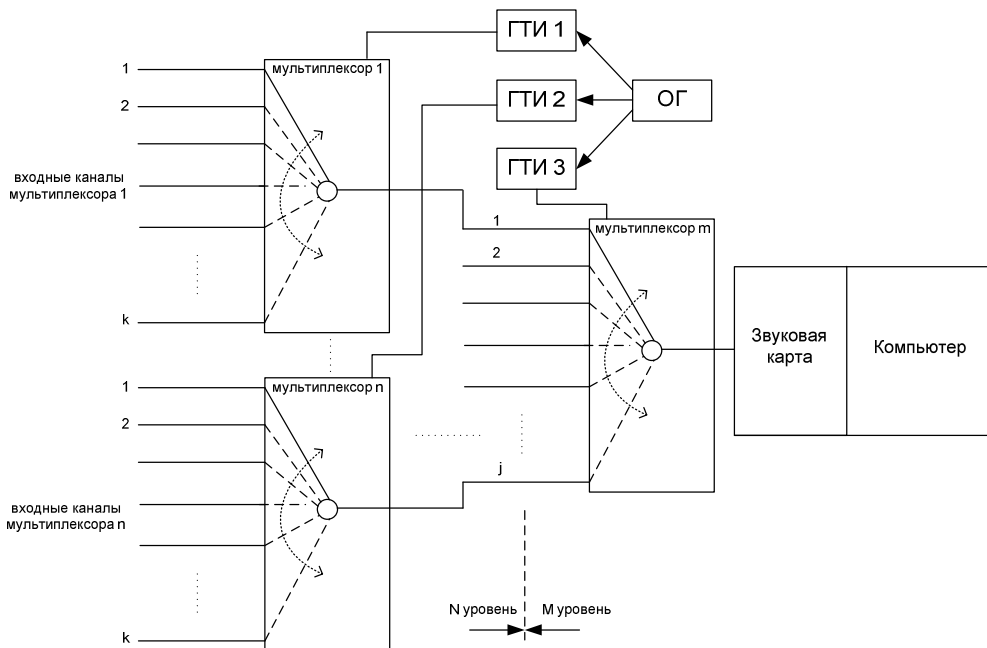 ГТИ 1
ГТИ 2
ГТИ 3
ОГ
мультиплексор 1
1
2
входные каналы
мультиплексора 1
k
мультиплексор m
1
2
j
Звуковая
карта
Компьютер
мультиплексор n
1
2
входные каналы
мультиплексора n
k
N уровень
M уровень